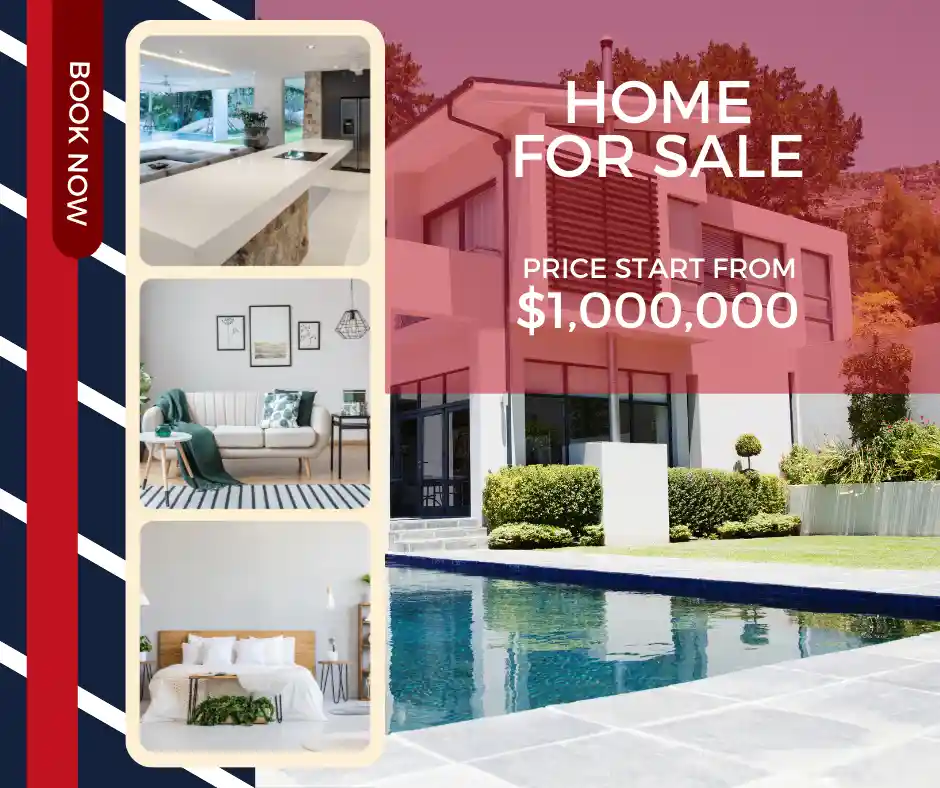 BOOK NOW
HOME
FOR SALE
PRICE START FROM
$1,000,000